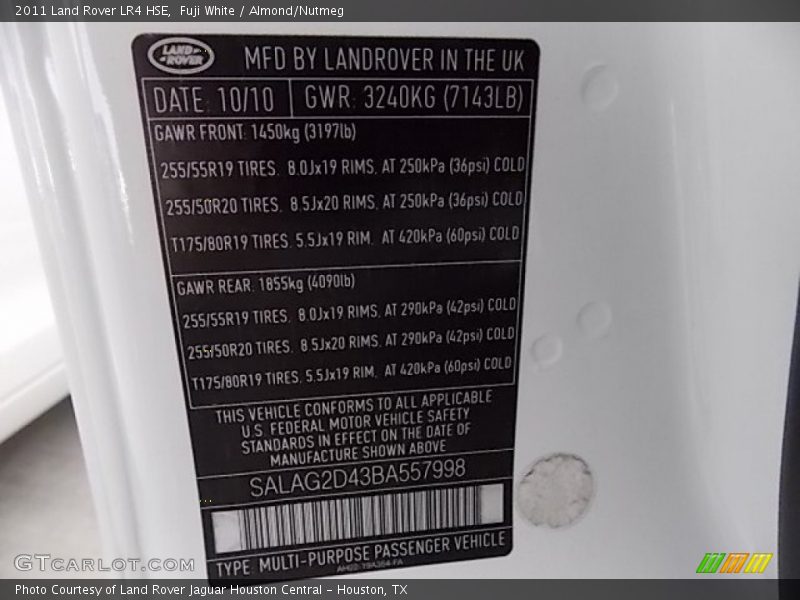 2011 Land Rover LR4 HSE, Fuji White / Almond/Nutmeg
LAND ROVER MFD BY LANDROVER IN THE UK
DATE: 10/10 GWR: 3240KG (7143LB)
GAWR FRONT: 1450kg (3197lb)
255/55R19 TIRES, 8.0Jx19 RIMS, AT 250kPa (36psi) COLD
255/50R20 TIRES, 8.5Jx20 RIMS, AT 250kPa (36psi) COLD
T175/80R19 TIRES, 5.5Jx19 RIM, AT 420kPa (60psi) COLD
GAWR REAR: 1855kg (4090lb)
255/55R19 TIRES, 8.0Jx19 RIMS, AT 290kPa (42psi) COLD
255/50R20 TIRES, 8.5Jx20 RIMS, AT 290kPa (42psi) COLD
T175/80R19 TIRES, 5.5Jx19 RIM, AT 420kPa (60psi) COLD
THIS VEHICLE CONFORMS TO ALL APPLICABLE
U.S. FEDERAL MOTOR VEHICLE SAFETY
STANDARDS IN EFFECT ON THE DATE OF
MANUFACTURE SHOWN ABOVE
SALAG2D43BA557998
TYPE: MULTI-PURPOSE PASSENGER VEHICLE
GTCARLOT.COM
Photo Courtesy of Land Rover Jaguar Houston Central - Houston, TX